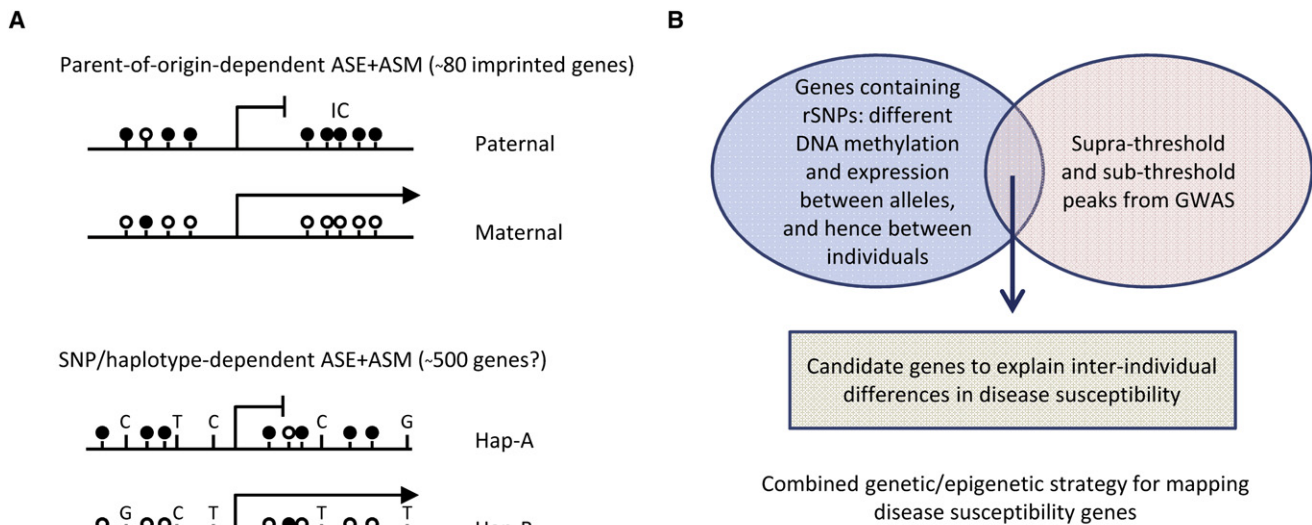 A
Parent-of-origin-dependent ASE+ASM (~80 imprinted genes)
IC
Paternal
Maternal
SNP/haplotype-dependent ASE+ASM (~500 genes?)
C T C C G
Hap-A
G C T T T
B
Genes containing
rSNPs: different
DNA methylation
and expression
between alleles,
and hence between
individuals
Supra-threshold
and sub-threshold
peaks from GWAS
Candidate genes to explain inter-individual
differences in disease susceptibility
Combined genetic/epigenetic strategy for mapping
disease susceptibility genes